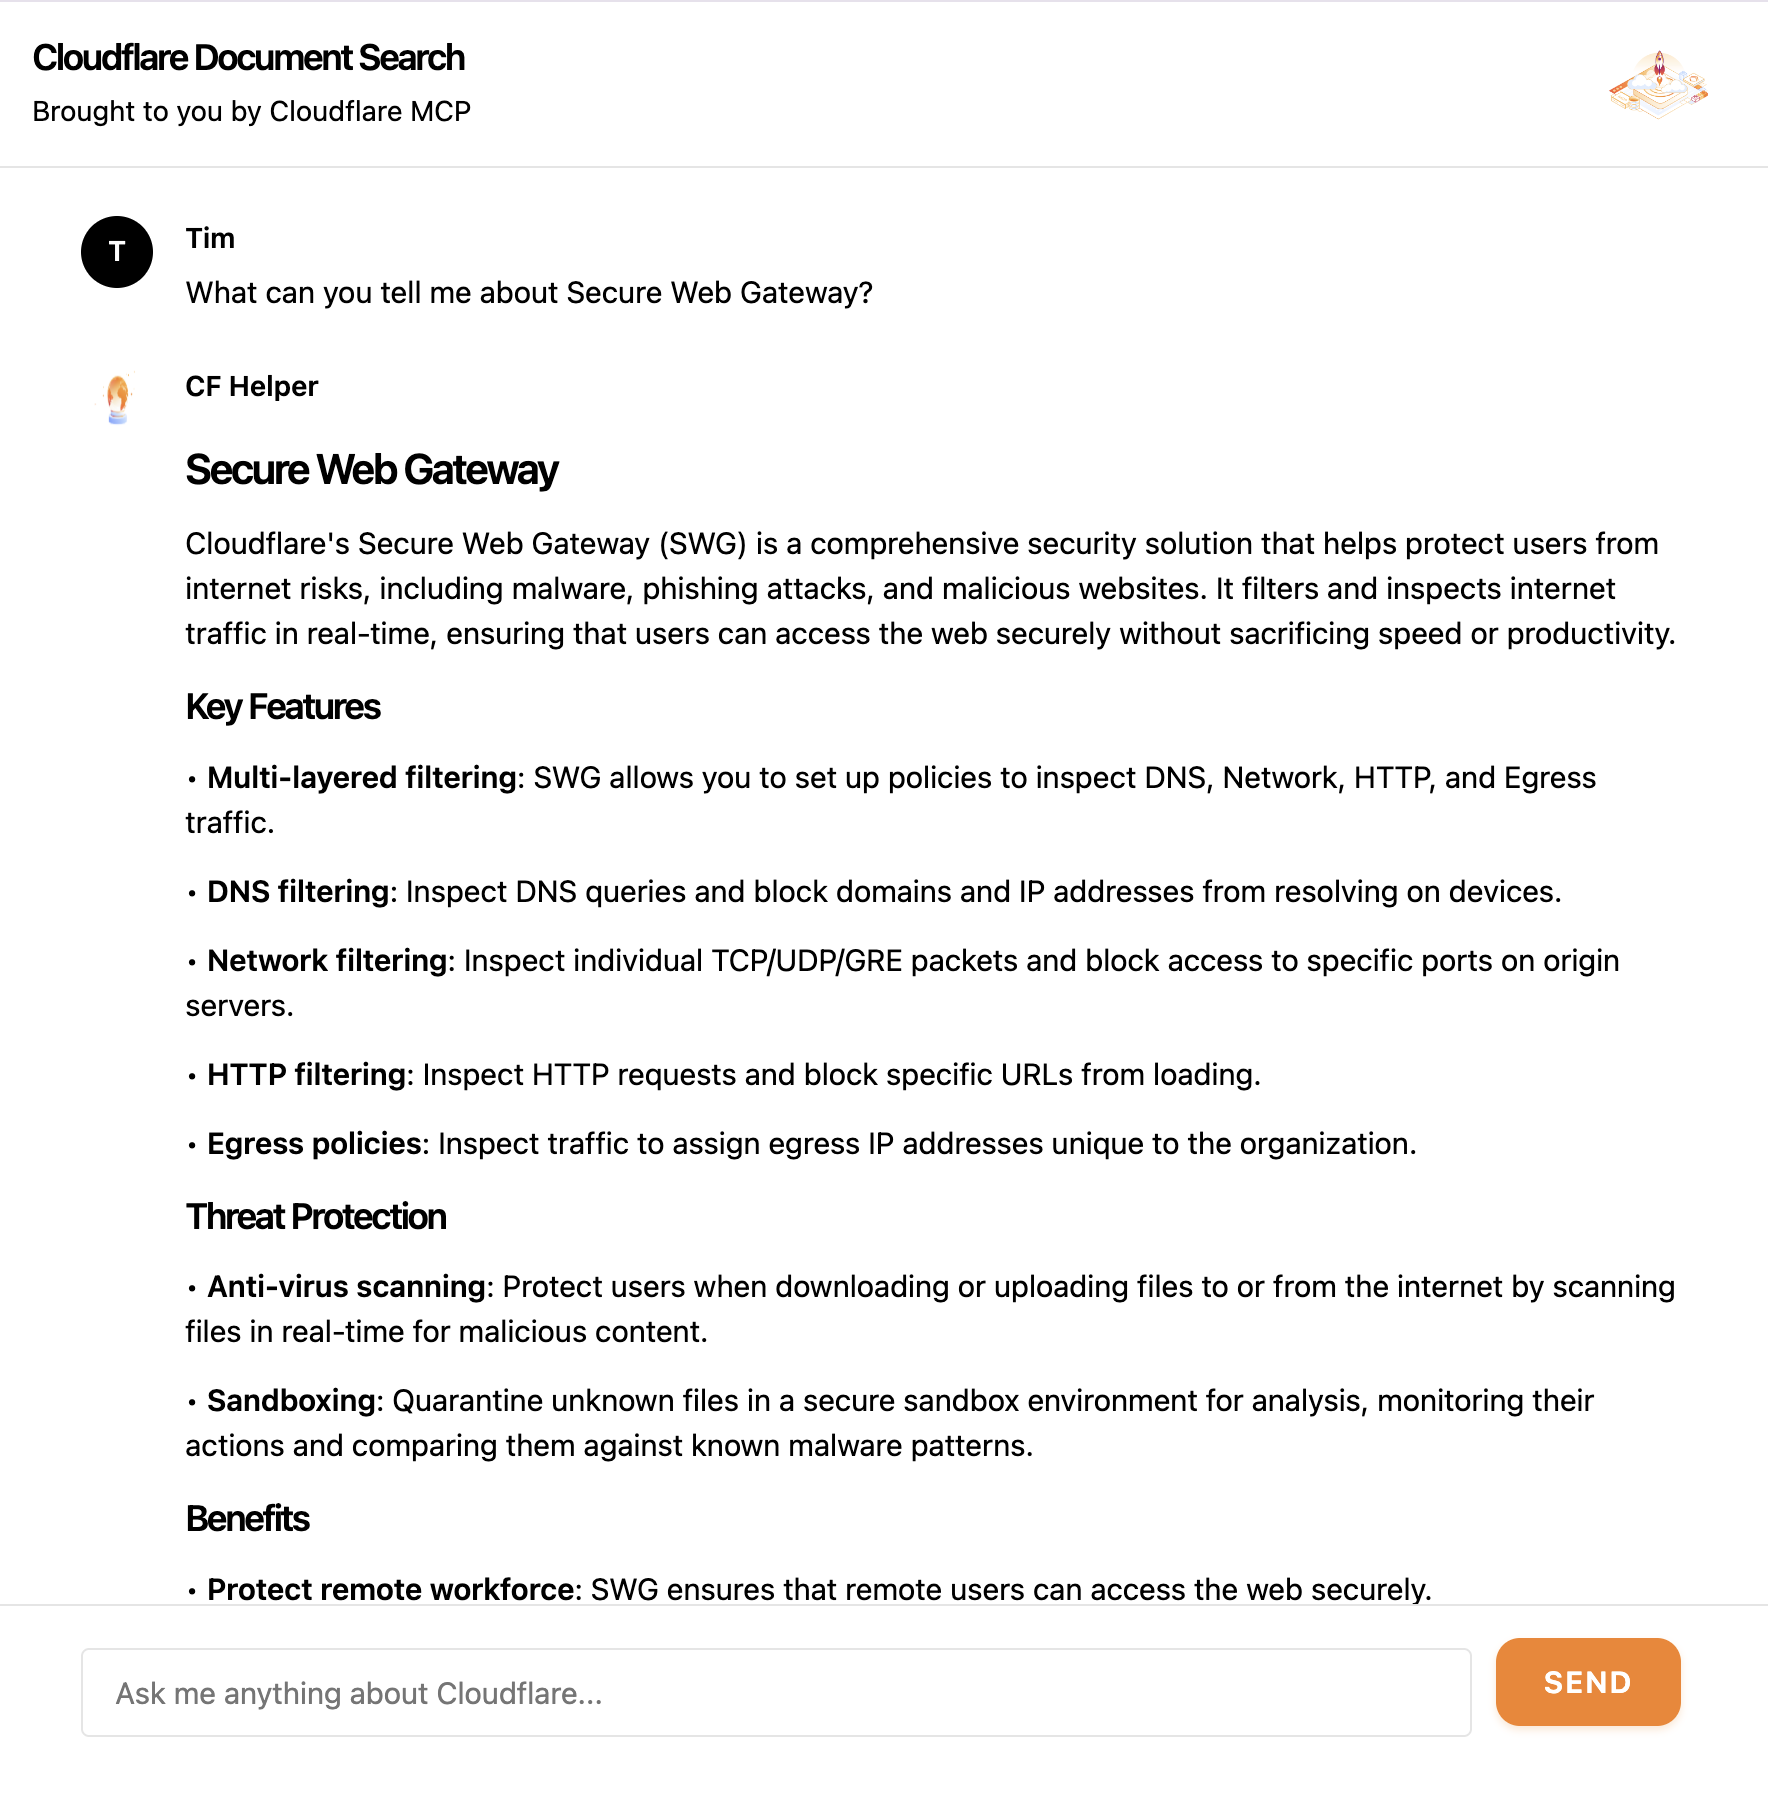 Cloudflare Document Search
Brought to you by Cloudflare MCP
T
Tim
What can you tell me about Secure Web Gateway?
CF Helper
Secure Web Gateway
Cloudflare's Secure Web Gateway (SWG) is a comprehensive security solution that helps protect users from
internet risks, including malware, phishing attacks, and malicious websites. It filters and inspects internet
traffic in real-time, ensuring that users can access the web securely without sacrificing speed or productivity.
Key Features
• Multi-layered filtering: SWG allows you to set up policies to inspect DNS, Network, HTTP, and Egress
traffic.
• DNS filtering: Inspect DNS queries and block domains and IP addresses from resolving on devices.
• Network filtering: Inspect individual TCP/UDP/GRE packets and block access to specific ports on origin
servers.
• HTTP filtering: Inspect HTTP requests and block specific URLs from loading.
• Egress policies: Inspect traffic to assign egress IP addresses unique to the organization.
Threat Protection
• Anti-virus scanning: Protect users when downloading or uploading files to or from the internet by scanning
files in real-time for malicious content.
• Sandboxing: Quarantine unknown files in a secure sandbox environment for analysis, monitoring their
actions and comparing them against known malware patterns.
Benefits
• Protect remote workforce: SWG ensures that remote users can access the web securely.
Ask me anything about Cloudflare...
SEND